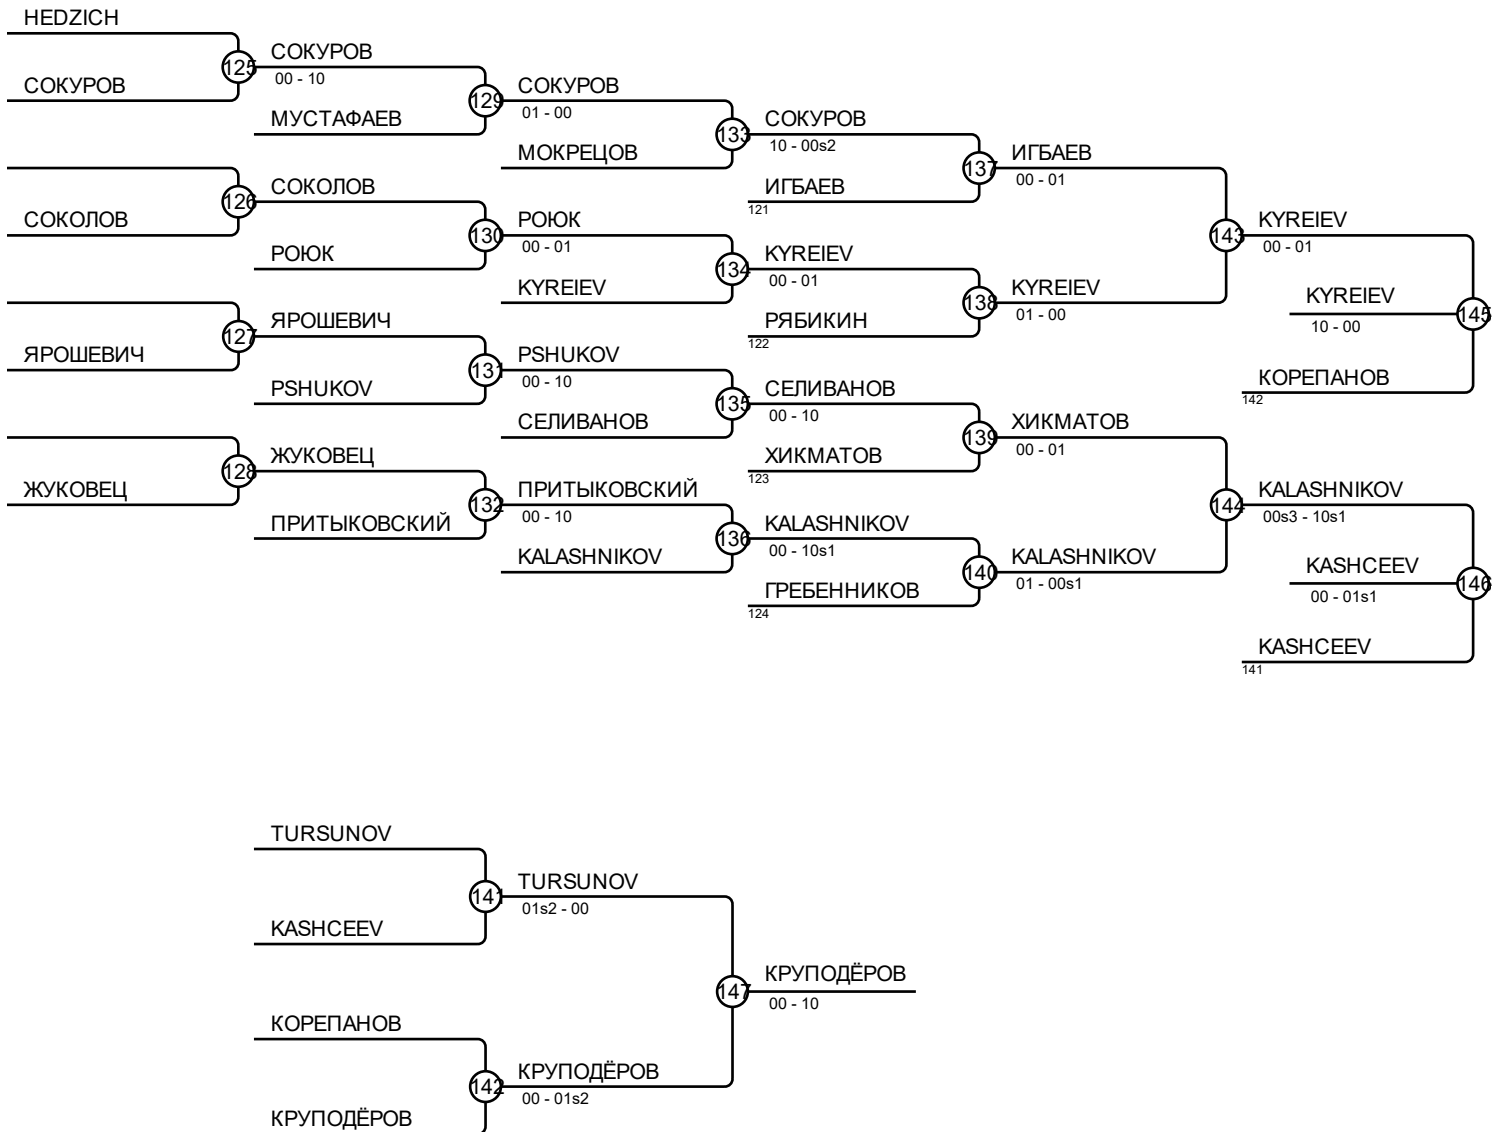 HEDZICH
125
СОКУРОВ
СОКУРОВ
00 - 10
129
МУСТАФАЕВ
СОКУРОВ
01 - 00
133
МОКРЕЦОВ
СОКУРОВ
10 - 00s2
137
ИГБАЕВ
121
ИГБАЕВ
00 - 01
143
126
СОКОЛОВ
СОКОЛОВ
130
РОЮК
РОЮК
00 - 01
134
KYREIEV
KYREIEV
00 - 01
138
РЯБИКИН
122
KYREIEV
01 - 00
KYREIEV
00 - 01
KYREIEV
10 - 00
145
КОРЕПАНОВ
142
127
ЯРОШЕВИЧ
ЯРОШЕВИЧ
131
PSHUKOV
PSHUKOV
00 - 10
135
СЕЛИВАНОВ
СЕЛИВАНОВ
00 - 10
139
ХИКМАТОВ
123
ХИКМАТОВ
00 - 01
144
128
ЖУКОВЕЦ
ЖУКОВЕЦ
132
ПРИТЫКОВСКИЙ
ПРИТЫКОВСКИЙ
00 - 10
136
KALASHNIKOV
KALASHNIKOV
00 - 10s1
140
ГРЕБЕННИКОВ
124
KALASHNIKOV
01 - 00s1
KALASHNIKOV
00s3 - 10s1
KASHCEEV
00 - 01s1
146
KASHCEEV
141
TURSUNOV
141
KASHCEEV
TURSUNOV
01s2 - 00
147
КРУПОДЁРОВ
00 - 10
КОРЕПАНОВ
142
КРУПОДЁРОВ
КРУПОДЁРОВ
00 - 01s2